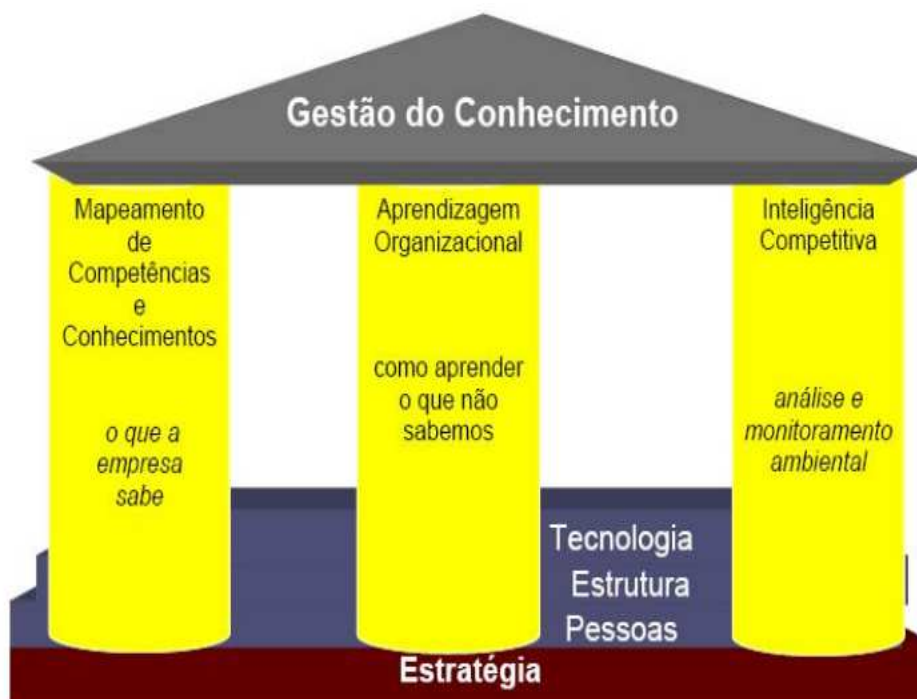 Gestão do Conhecimento
Mapeamento
de
Competências
e
Conhecimentos
o que a
empresa
sabe
Aprendizagem
Organizacional
como aprender
o que não
sabemos
Inteligência
Competitiva
análise e
monitoramento
ambiental
Tecnologia
Estrutura
Pessoas
Estratégia